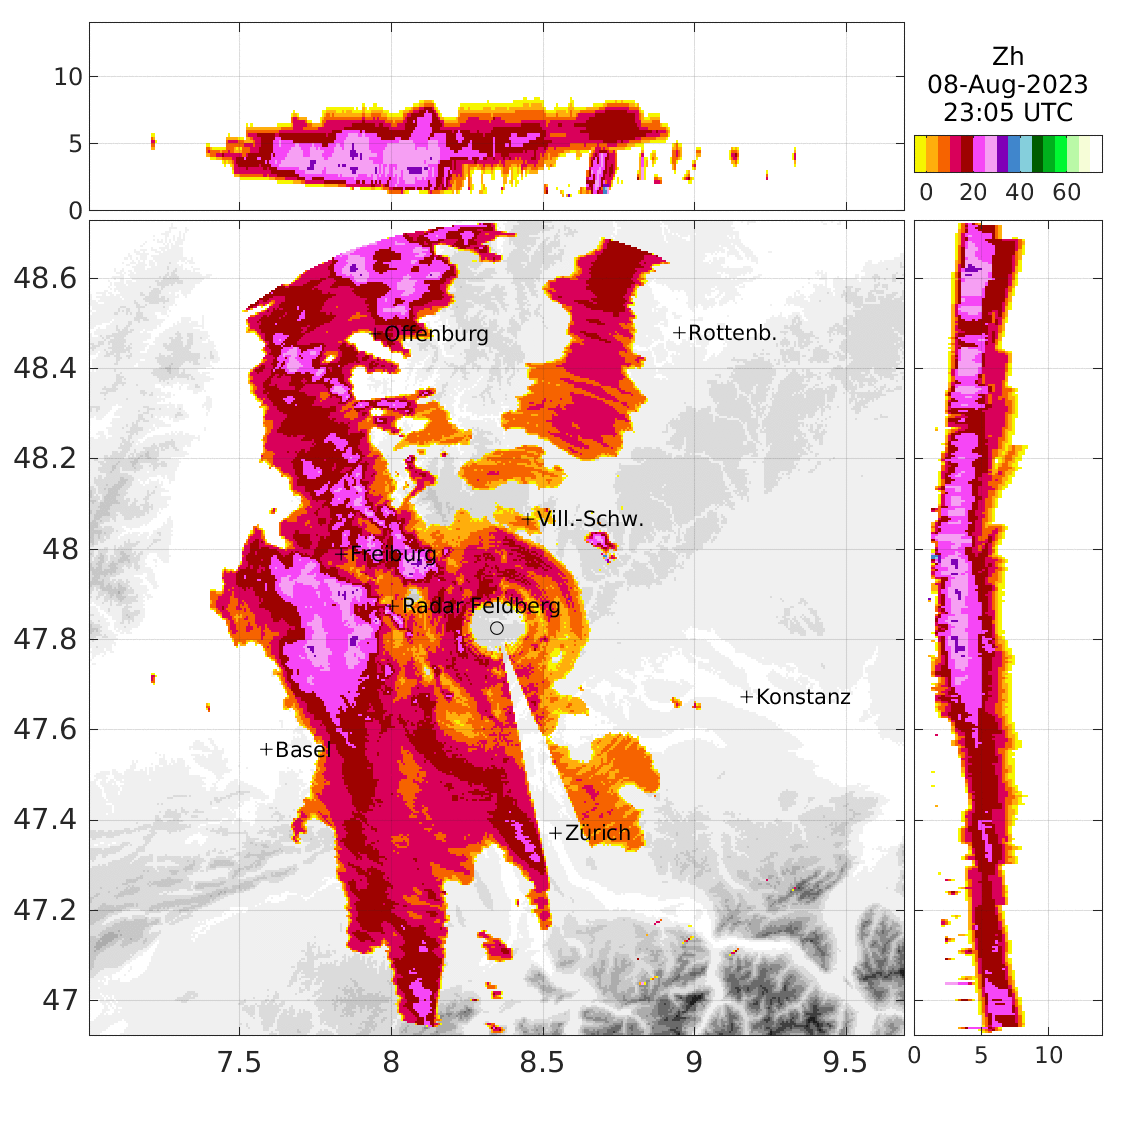 Zh
08-Aug-2023
23:05 UTC
0 20 40 60
10
5
0
48.6
48.4
48.2
48
47.8
47.6
47.4
47.2
47
+Offenburg
+Rottenb.
+Vill.-Schw.
+Freiburg
+Radar Feldberg
+Konstanz
+Basel
+Zürich
7.5 8 8.5 9 9.5
0 5 10